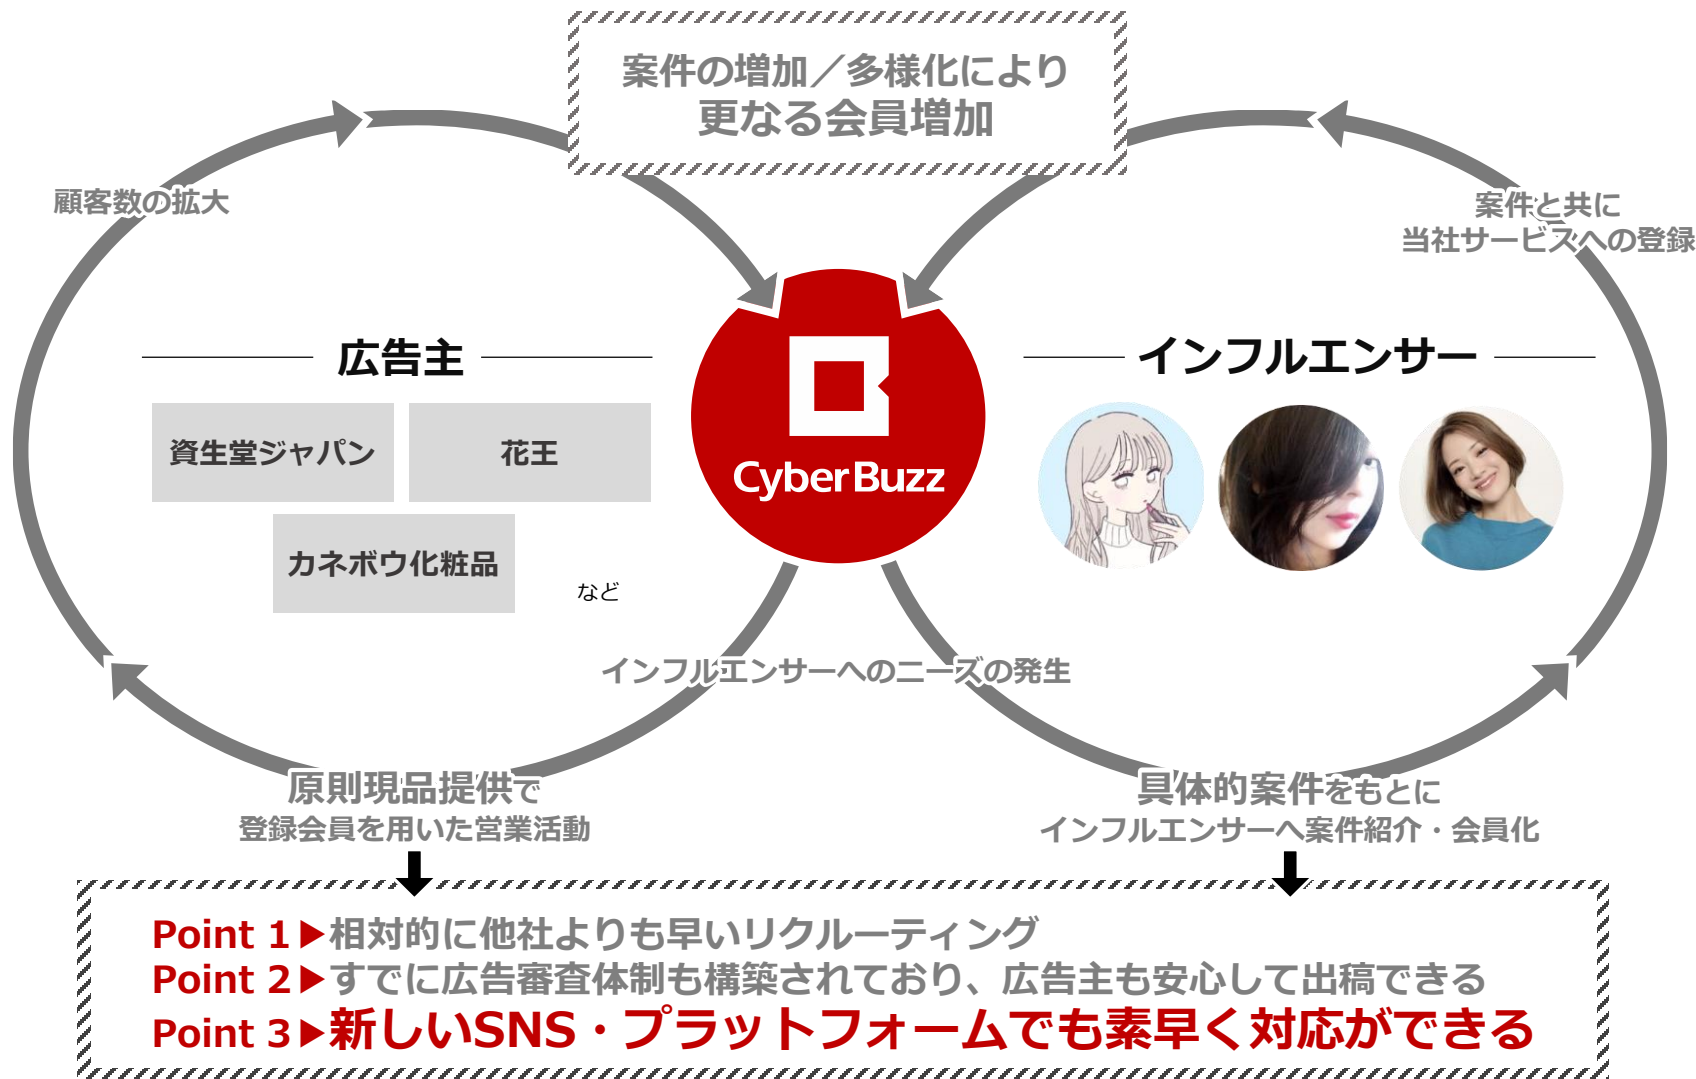 案件の増加／多様化により
更なる会員増加
顧客数の拡大
案件と共に
当社サービスへの登録
広告主
資生堂ジャパン
花王
カネボウ化粧品
など
CyberBuzz
インフルエンサー
インフルエンサーへのニーズの発生
原則現品提供で
登録会員を用いた営業活動
具体的案件をもとに
インフルエンサーへ案件紹介・会員化
Point 1▶相対的に他社よりも早いリクルーティング
Point 2▶すでに広告審査体制も構築されており、広告主も安心して出稿できる
Point 3▶新しいSNS・プラットフォームでも素早く対応ができる